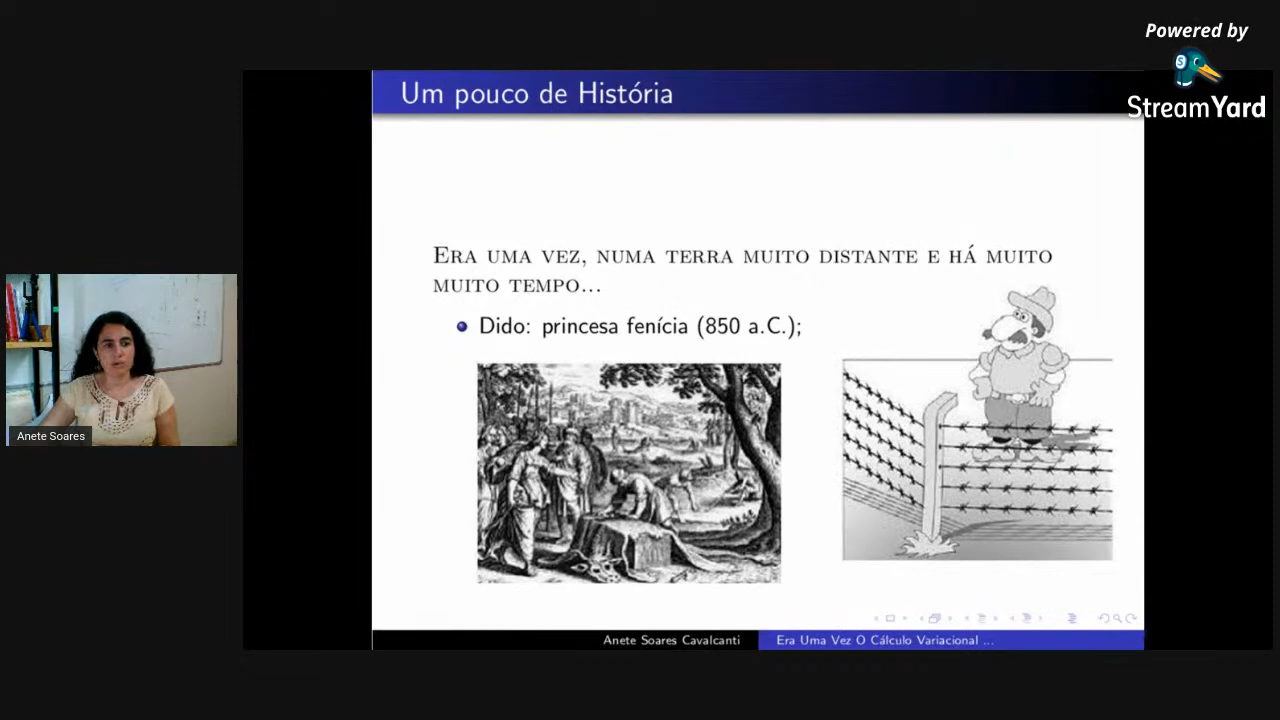 Powered by
StreamYard
Um pouco de História
Era uma vez, numa terra muito distante e há muito
muito tempo...
Dido: princesa fenícia (850 a.C.);
Anete Soares
Anete Soares Cavalcanti
Era Uma Vez O Cálculo Variacional ...